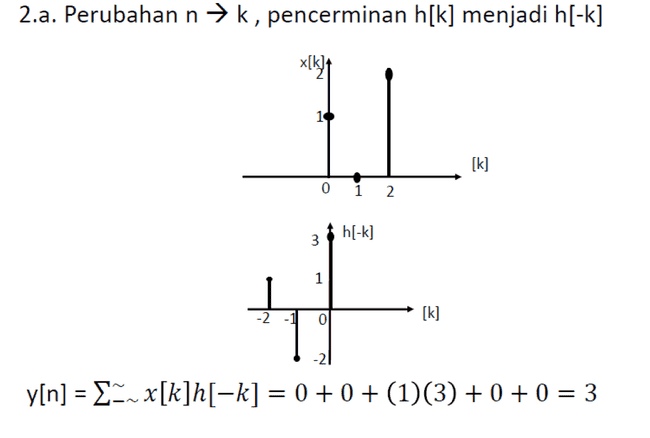 2.a. Perubahan n → k , pencerminan h[k] menjadi h[-k]
x[k]
2
1
[k]
0 1 2
3 h[-k]
1
-2 -1 0 [k]
-2
y[n] = ∑~−~ x[k]h[−k] = 0 + 0 + (1)(3) + 0 + 0 = 3